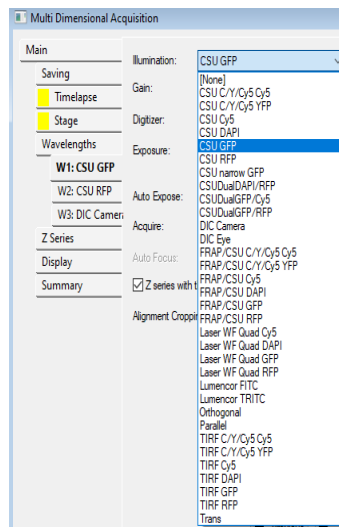 Multi Dimensional Acquisition
Main
Saving
Timelapse
Stage
Wavelengths
W1: CSU GFP
W2: CSU RFP
W3: DIC Camera
Z Series
Display
Summary
Illumination:
CSU GFP
Gain:
Digitizer:
Exposure:
Auto Expose:
Acquire:
Auto Focus:
Z series with t
Alignment Croppi
[None]
CSU C/Y/Cy5 Cy5
CSU C/Y/Cy5 YFP
CSU Cy5
CSU DAPI
CSU GFP
CSU RFP
CSU narrow GFP
CSUDualDAPI/RFP
CSUDualGFP/Cy5
CSUDualGFP/RFP
DIC Camera
DIC Eye
FRAP/CSU C/Y/Cy5 Cy5
FRAP/CSU C/Y/Cy5 YFP
FRAP/CSU Cy5
FRAP/CSU DAPI
FRAP/CSU GFP
FRAP/CSU RFP
Laser WF Quad Cy5
Laser WF Quad DAPI
Laser WF Quad GFP
Laser WF Quad RFP
Lumencor FITC
Lumencor TRITC
Orthogonal
Parallel
TIRF C/Y/Cy5 Cy5
TIRF C/Y/Cy5 YFP
TIRF Cy5
TIRF DAPI
TIRF GFP
TIRF RFP
Trans